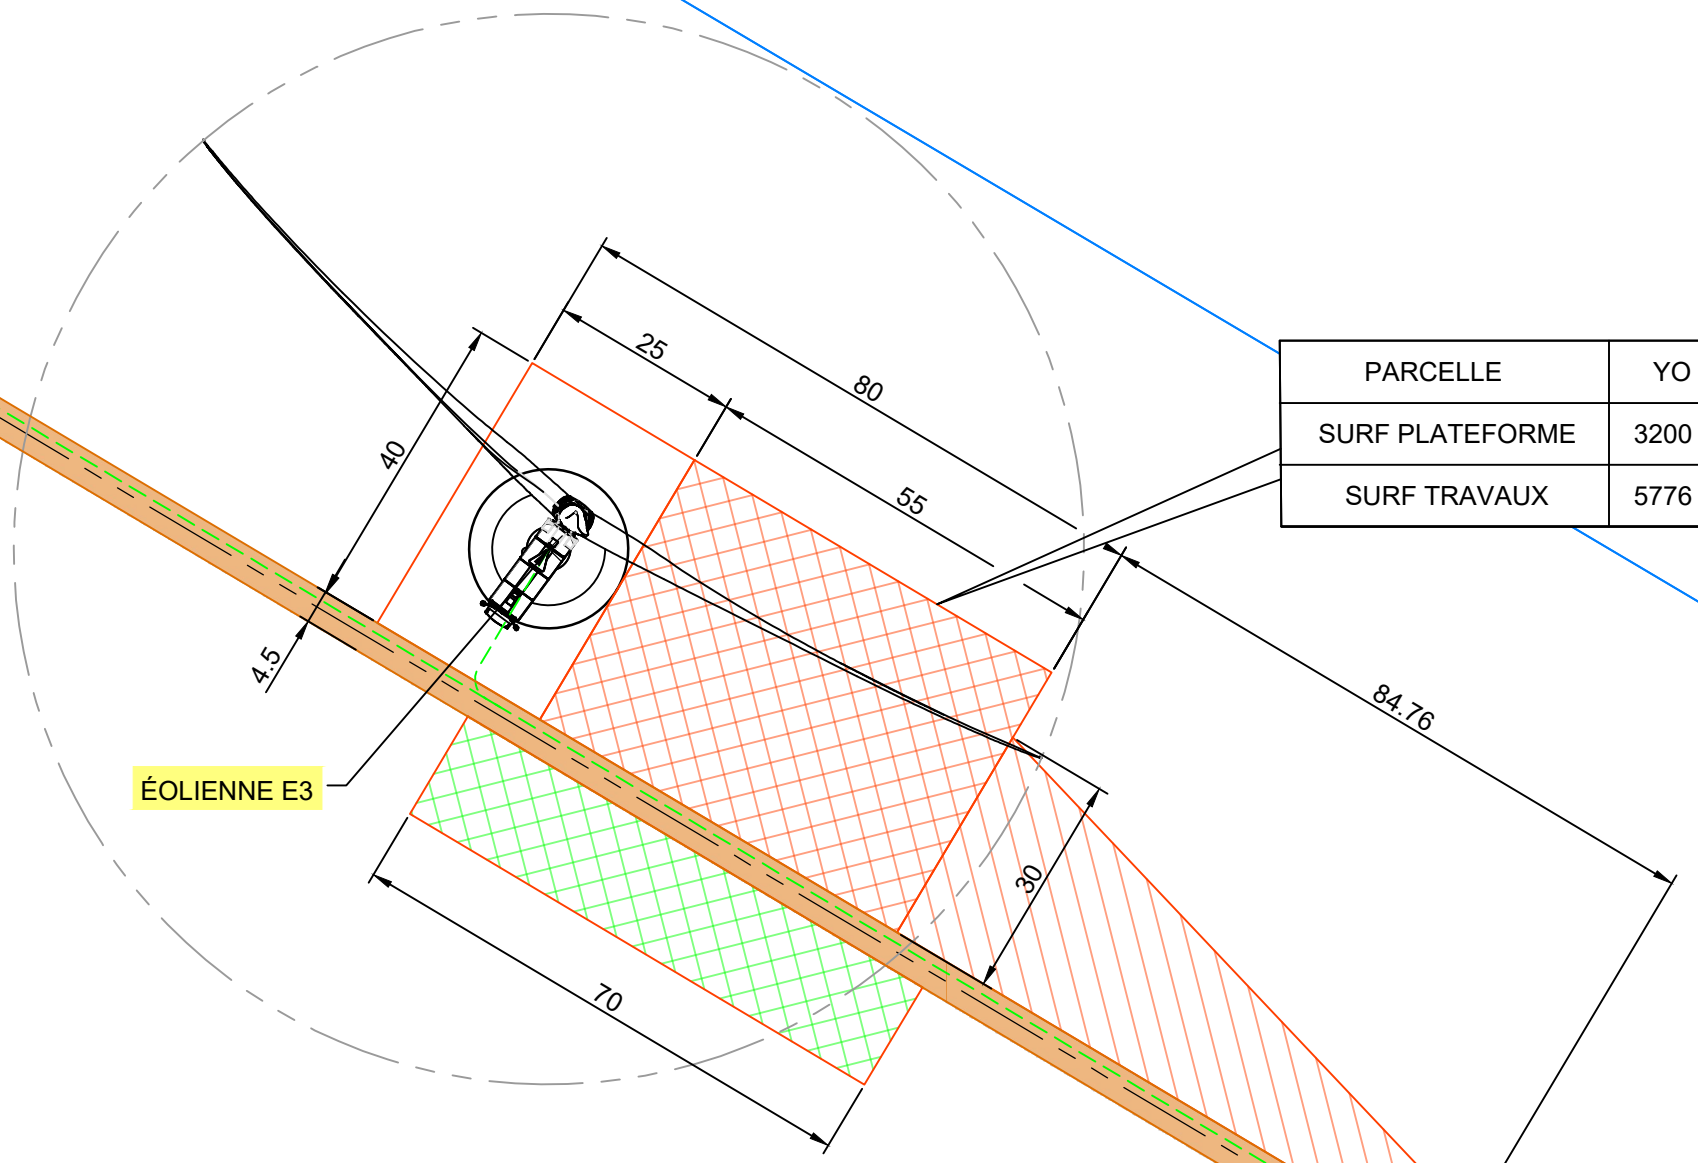 25
80
40
55
PARCELLE YO
SURF PLATEFORME 3200
SURF TRAVAUX 5776
4.5
84.76
ÉOLIENNE E3
30
70